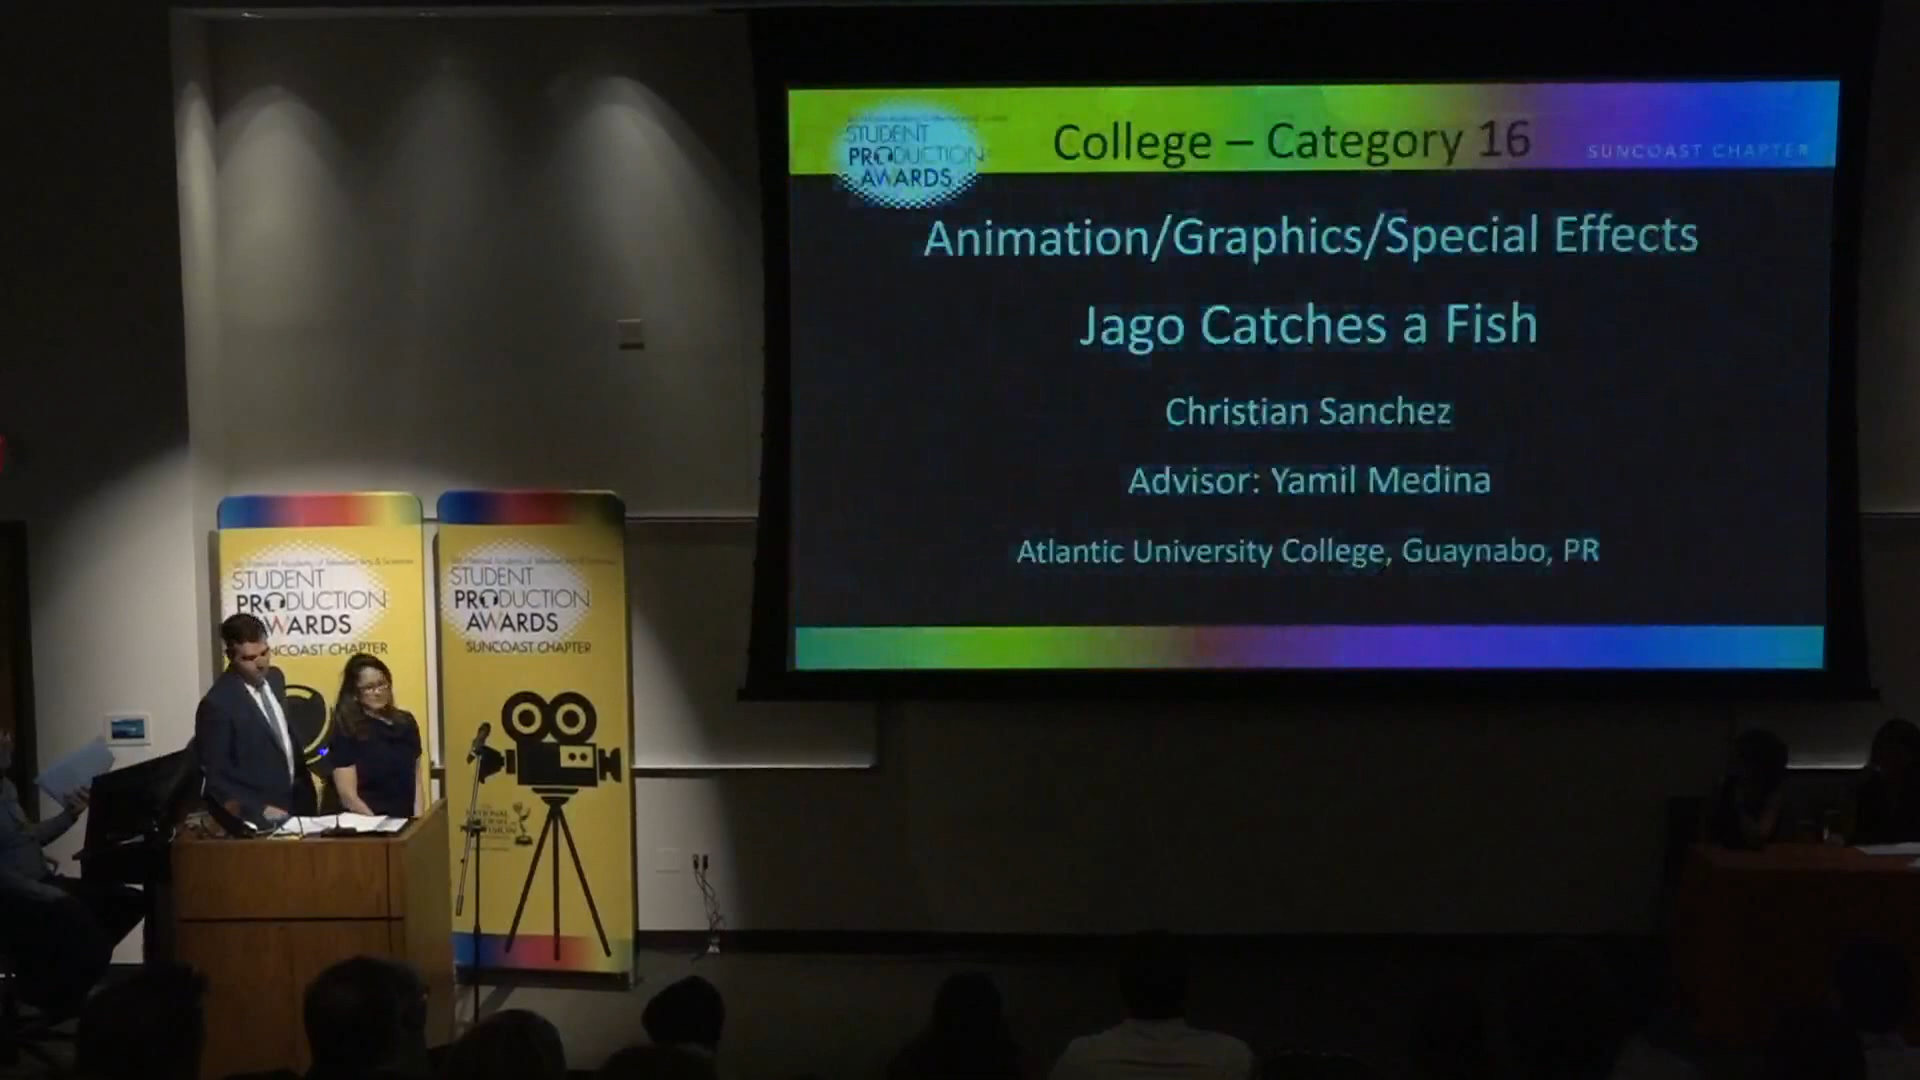 STUDENT
PRODUCTION
AWARDS
College – Category 16
SUNCOAST CHAPTER
Animation/Graphics/Special Effects
Jago Catches a Fish
Christian Sanchez
Advisor: Yamil Medina
Atlantic University College, Guaynabo, PR
STUDENT
PRODUCTION
AWARDS
SUNCOAST CHAPTER
STUDENT
PRODUCTION
AWARDS
SUNCOAST CHAPTER